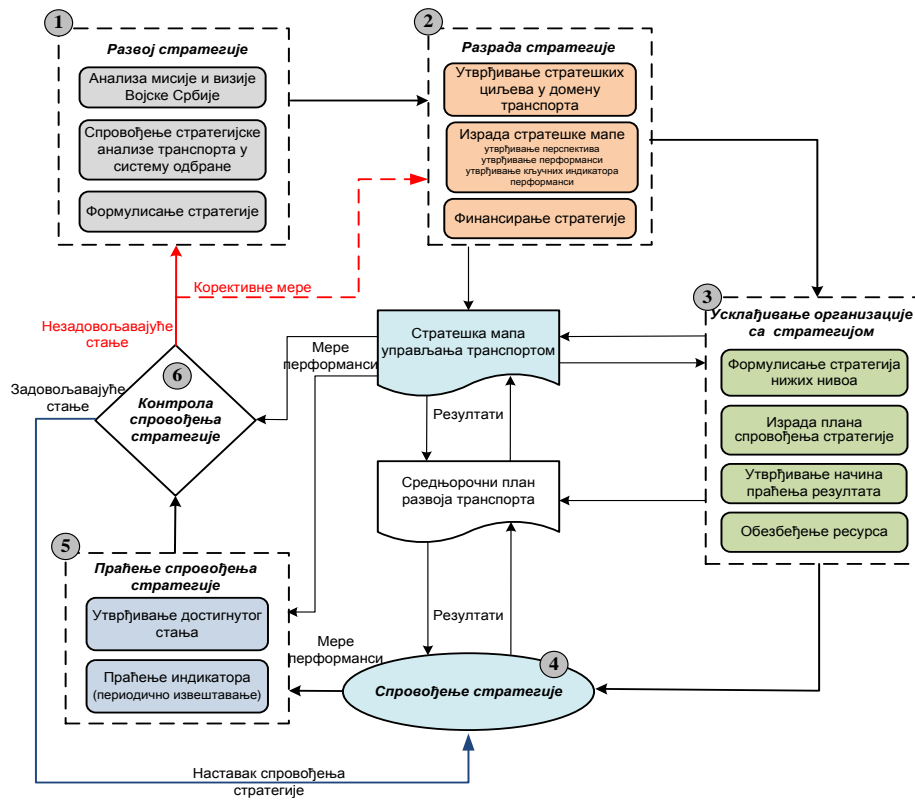 1
Развој стратегије
Анализа мисије и визије
Војске Србије
Спровођење стратегијске
анализе транспорта у
систему одбране
Формулисање стратегије
2
Разрада стратегије
Утврђивање стратешких
циљева у домену
транспорта
Израда стратешке мапе
утврђивање перспектива
утврђивање перформанси
утврђивање кључних индикатора
перформанси
Финансирање стратегије
Корективне мере
Незадовољавајуће
стање
3
Усклађивање организације
са стратегијом
Формулисање стратегија
нижих нивоа
Израда плана
спровођења стратегије
Утврђивање начина
праћења резултата
Обезбеђење ресурса
Стратешка мапа
управљања транспортом
Мере
перформанси
6
Контрола
спровођења
стратегије
Задовољавајуће
стање
Резултати
Средњорочни план
развоја транспорта
5
Праћење спровођења
стратегије
Утврђивање достигнутог
стања
Праћење индикатора
(периодично извештавање)
Резултати
Мере
перформанси
4
Спровођење стратегије
Наставак спровођења
стратегије